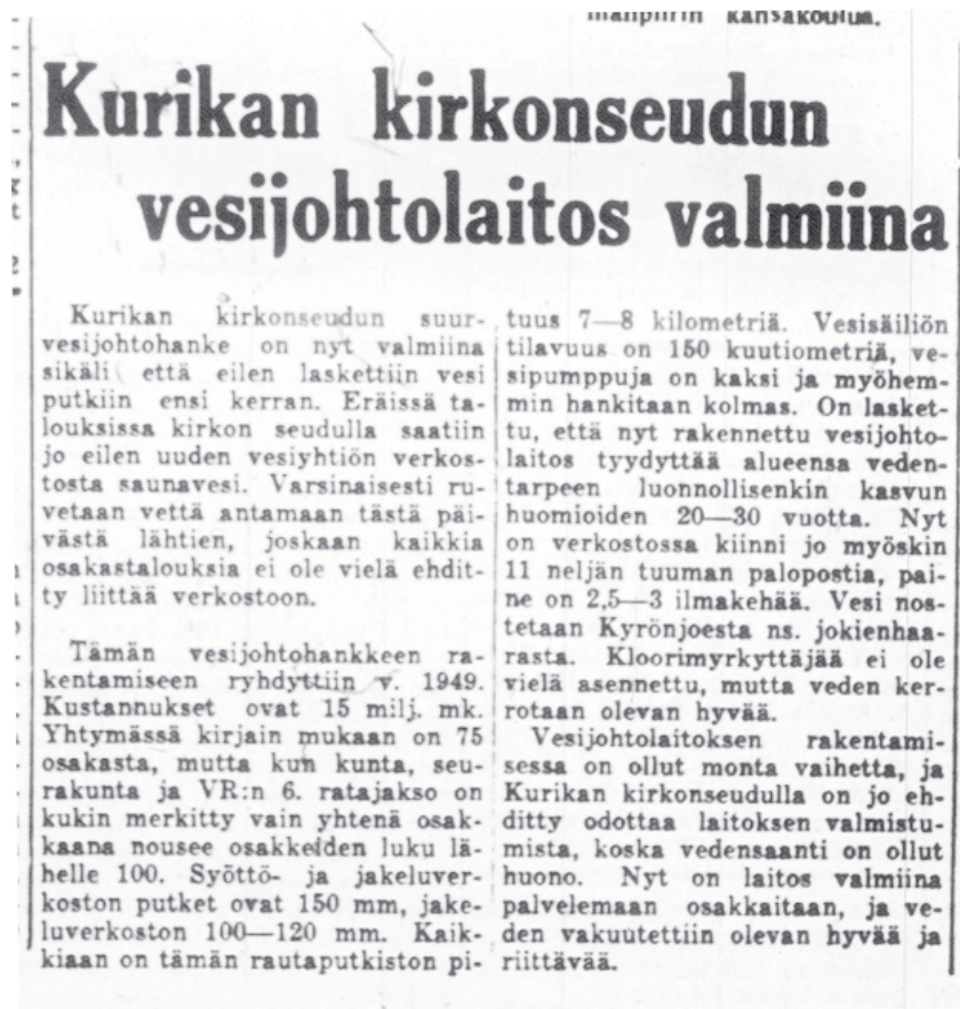 manpiirin kansakoulua.
Kurikan kirkonseudun
vesijohtolaitos valmiina
Kurikan kirkonseudun suur-
vesijohtohanke on nyt valmiina
sikäli että eilen laskettiin vesi
putkiin ensi kerran. Eräissä ta-
louksissa kirkon seudulla saatiin
jo eilen uuden vesiyhtiön verkos-
tosta saunavesi. Varsinaisesti ru-
vetaan vettä antamaan tästä päi-
västä lähtien, joskaan kaikkia
osakastalouksia ei ole vielä ehdit-
ty liittää verkostoon.
Tämän vesijohtohankkeen ra-
kentamiseen ryhdyttiin v. 1949.
Kustannukset ovat 15 milj. mk.
Yhtymässä kirjain mukaan on 75
osakasta, mutta kun kunta, seu-
rakunta ja VR:n 6. ratajakso on
kukin merkitty vain yhtenä osak-
kaana nousee osakkeiden luku lä-
helle 100. Syöttö- ja jakeluver-
koston putket ovat 150 mm, jake-
luverkoston 100—120 mm. Kaik-
kiaan on tämän rautaputkiston pi-
tuus 7—8 kilometriä. Vesisäiliön
tilavuus on 150 kuutiometriä, ve-
sipumppuja on kaksi ja myöhem-
min hankitaan kolmas. On lasket-
tu, että nyt rakennettu vesijohto-
laitos tyydyttää alueensa veden-
tarpeen luonnollisenkin kasvun
huomioiden 20—30 vuotta. Nyt
on verkostossa kiinni jo myöskin
11 neljän tuuman palopostia, pai-
ne on 2,5—3 ilmakehää. Vesi nos-
tetaan Kyrönjoesta ns. jokienhaa-
rasta. Kloorimyrkyttäjää ei ole
vielä asennettu, mutta veden ker-
rotaan olevan hyvää.
Vesijohtolaitoksen rakentami-
sessa on ollut monta vaihetta, ja
Kurikan kirkonseudulla on jo eh-
ditty odottaa laitoksen valmistu-
mista, koska vedensaanti on ollut
huono. Nyt on laitos valmiina
palvelemaan osakkaitaan, ja ve-
den vakuutettiin olevan hyvää ja
riittävää.